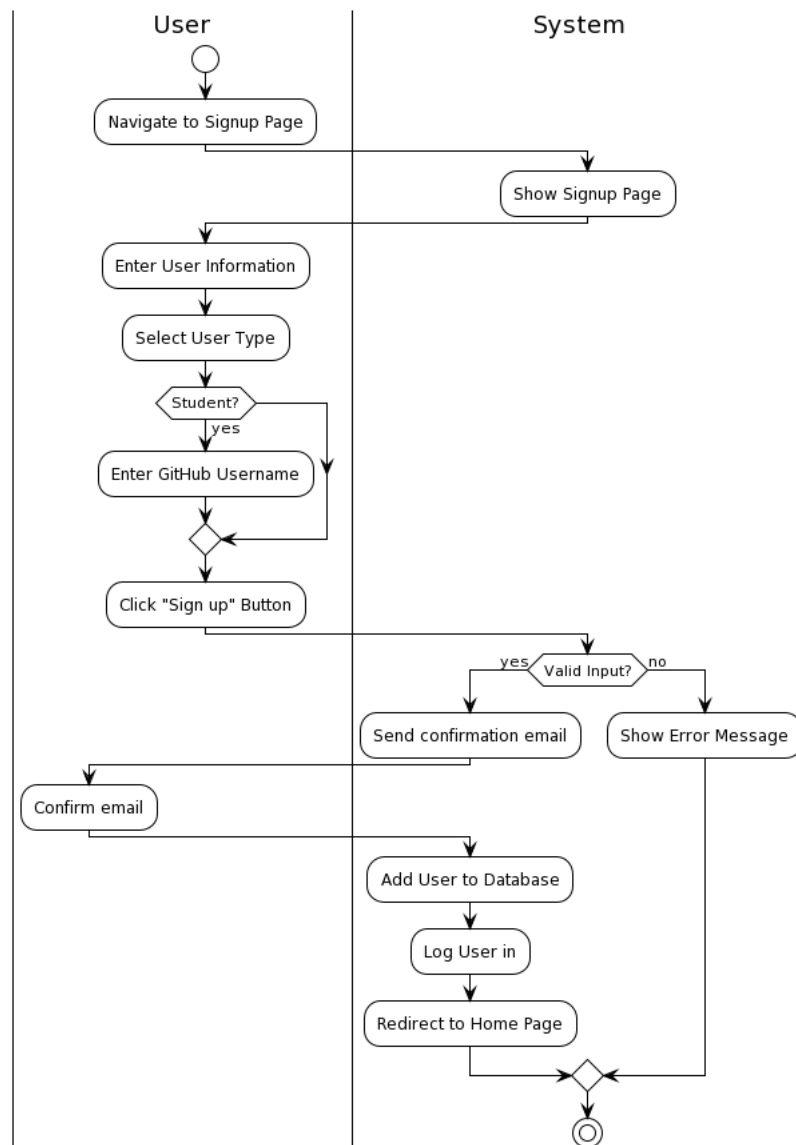 User
System
Navigate to Signup Page
Show Signup Page
Enter User Information
Select User Type
Student?
yes
Enter GitHub Username
Click "Sign up" Button
yes
Valid Input?
no
Send confirmation email
Show Error Message
Confirm email
Add User to Database
Log User in
Redirect to Home Page